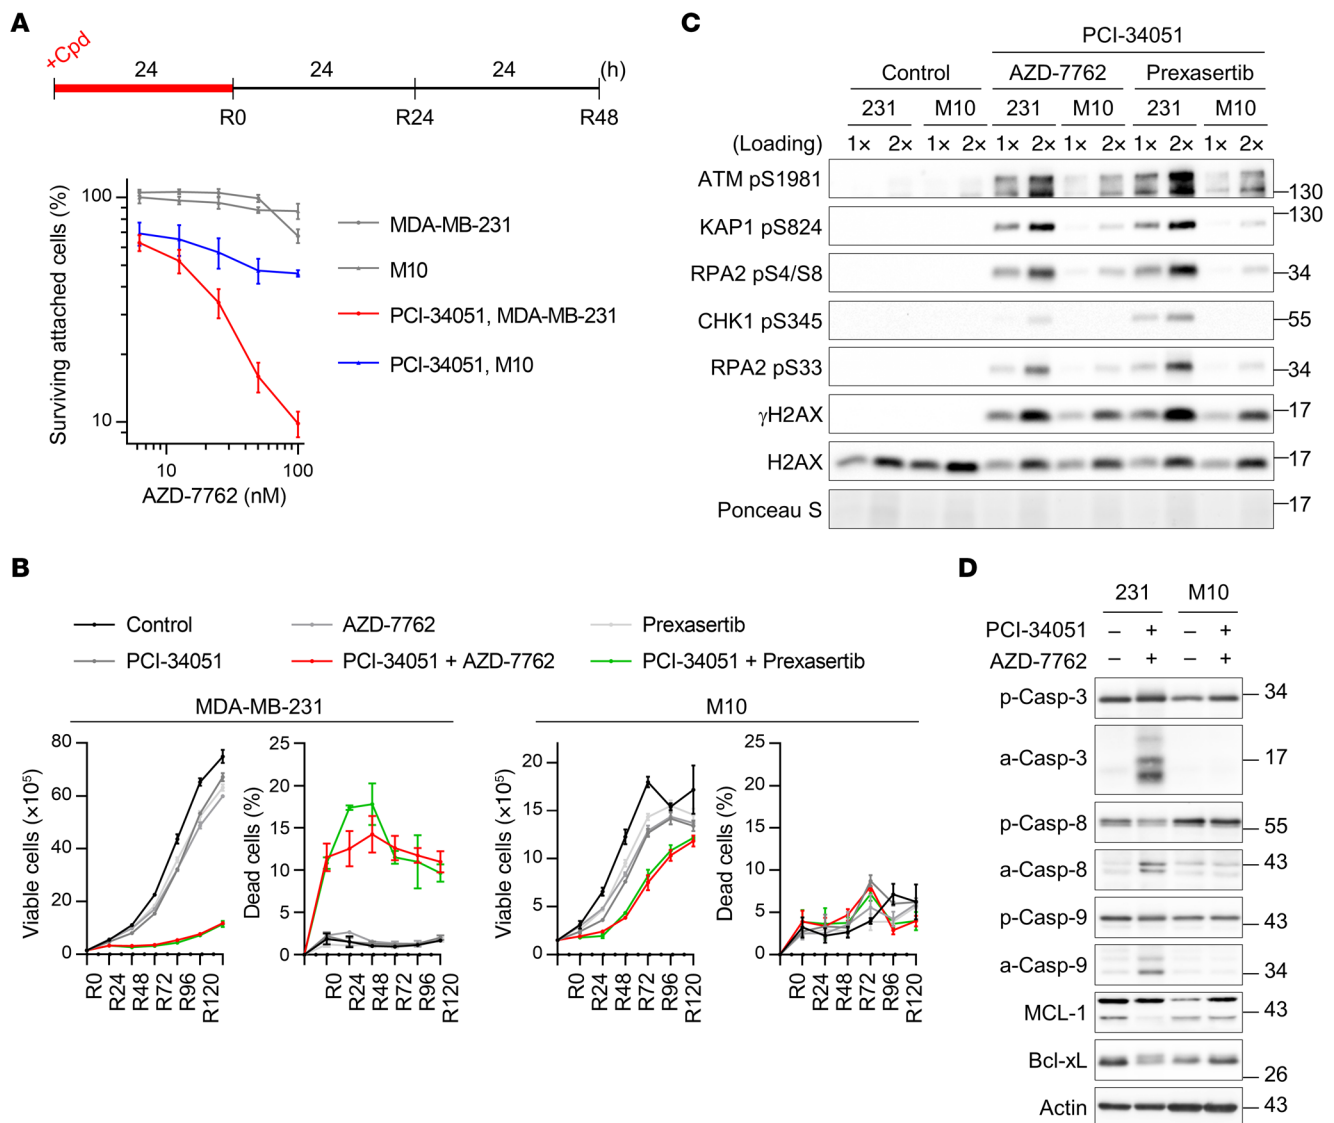 A
+Cpd
24 24 24 (h)
R0 R24 R48
Surviving attached cells (%)
100
10
10 100
AZD-7762 (nM)
MDA-MB-231
M10
PCI-34051, MDA-MB-231
PCI-34051, M10
C
PCI-34051
Control AZD-7762 Prexasertib
231 M10 231 M10 231 M10
(Loading) 1× 2× 1× 2× 1× 2× 1× 2× 1× 2× 1× 2×
ATM pS1981 130
KAP1 pS824 130
RPA2 pS4/S8 34
CHK1 pS345 55
RPA2 pS33 34
γH2AX 17
H2AX 17
Ponceau S 17
B
Control AZD-7762 Prexasertib
PCI-34051 PCI-34051 + AZD-7762 PCI-34051 + Prexasertib
MDA-MB-231 M10
Viable cells (×10⁵)
80
60
40
20
0
R0 R24 R48 R72 R96 R120
Dead cells (%)
25
20
15
10
5
0
R0 R24 R48 R72 R96 R120
Viable cells (×10⁵)
20
15
10
5
0
R0 R24 R48 R72 R96 R120
Dead cells (%)
25
20
15
10
5
0
R0 R24 R48 R72 R96 R120
D
231 M10
PCI-34051 – + – +
AZD-7762 – + – +
p-Casp-3 34
a-Casp-3 17
p-Casp-8 55
a-Casp-8 43
p-Casp-9 43
a-Casp-9 34
MCL-1 43
Bcl-xL 26
Actin 43